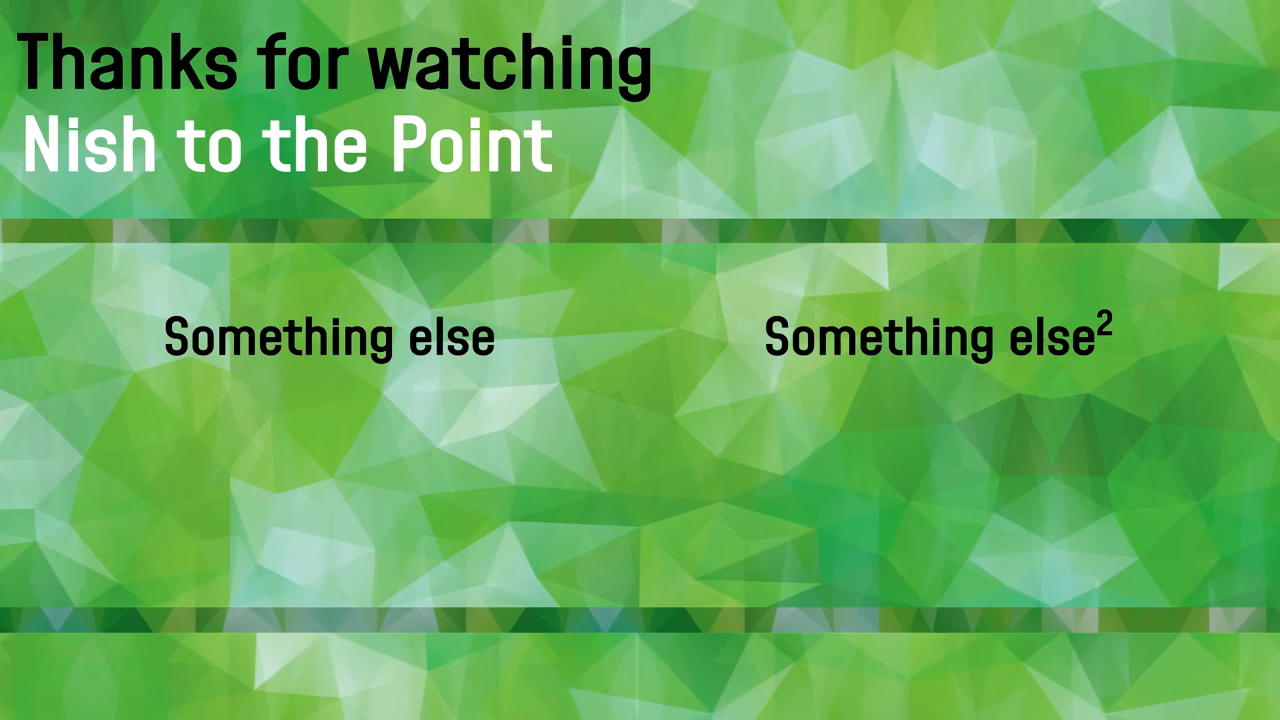 Thanks for watching
Nish to the Point
Something else
Something else²